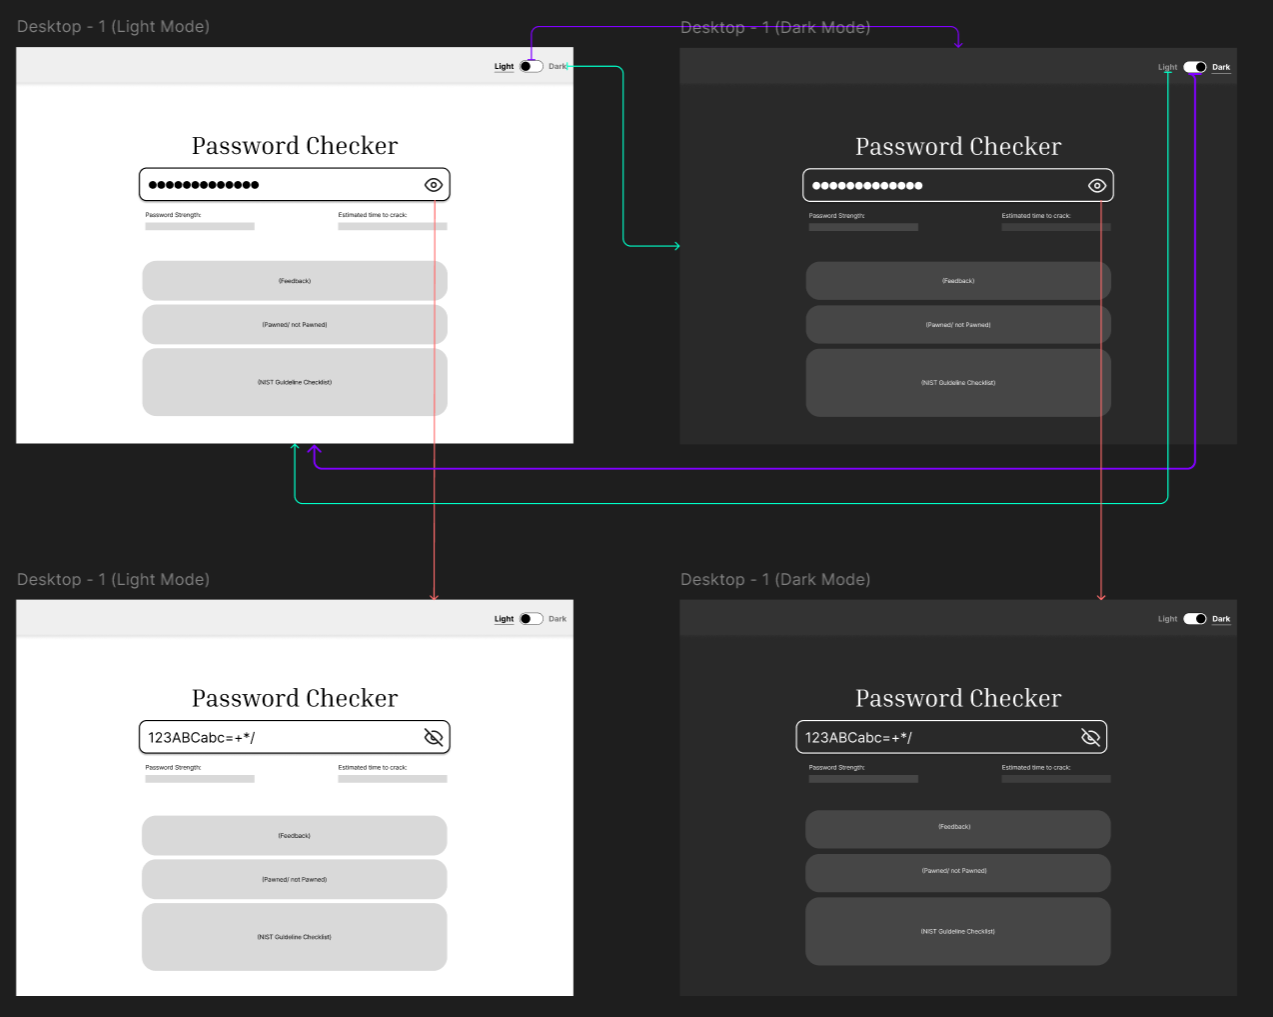 Desktop - 1 (Light Mode)
Light Dark
Password Checker
●●●●●●●●●●●●●
Password Strength: Estimated time to crack:
(Feedback)
(Pawned/ not Pawned)
(NIST Guideline Checklist)
Desktop - 1 (Dark Mode)
Light Dark
Password Checker
●●●●●●●●●●●●●
Password Strength: Estimated time to crack:
(Feedback)
(Pawned/ not Pawned)
(NIST Guideline Checklist)
Desktop - 1 (Light Mode)
Light Dark
Password Checker
123ABCabc=+*/
Password Strength: Estimated time to crack:
(Feedback)
(Pawned/ not Pawned)
(NIST Guideline Checklist)
Desktop - 1 (Dark Mode)
Light Dark
Password Checker
123ABCabc=+*/
Password Strength: Estimated time to crack:
(Feedback)
(Pawned/ not Pawned)
(NIST Guideline Checklist)